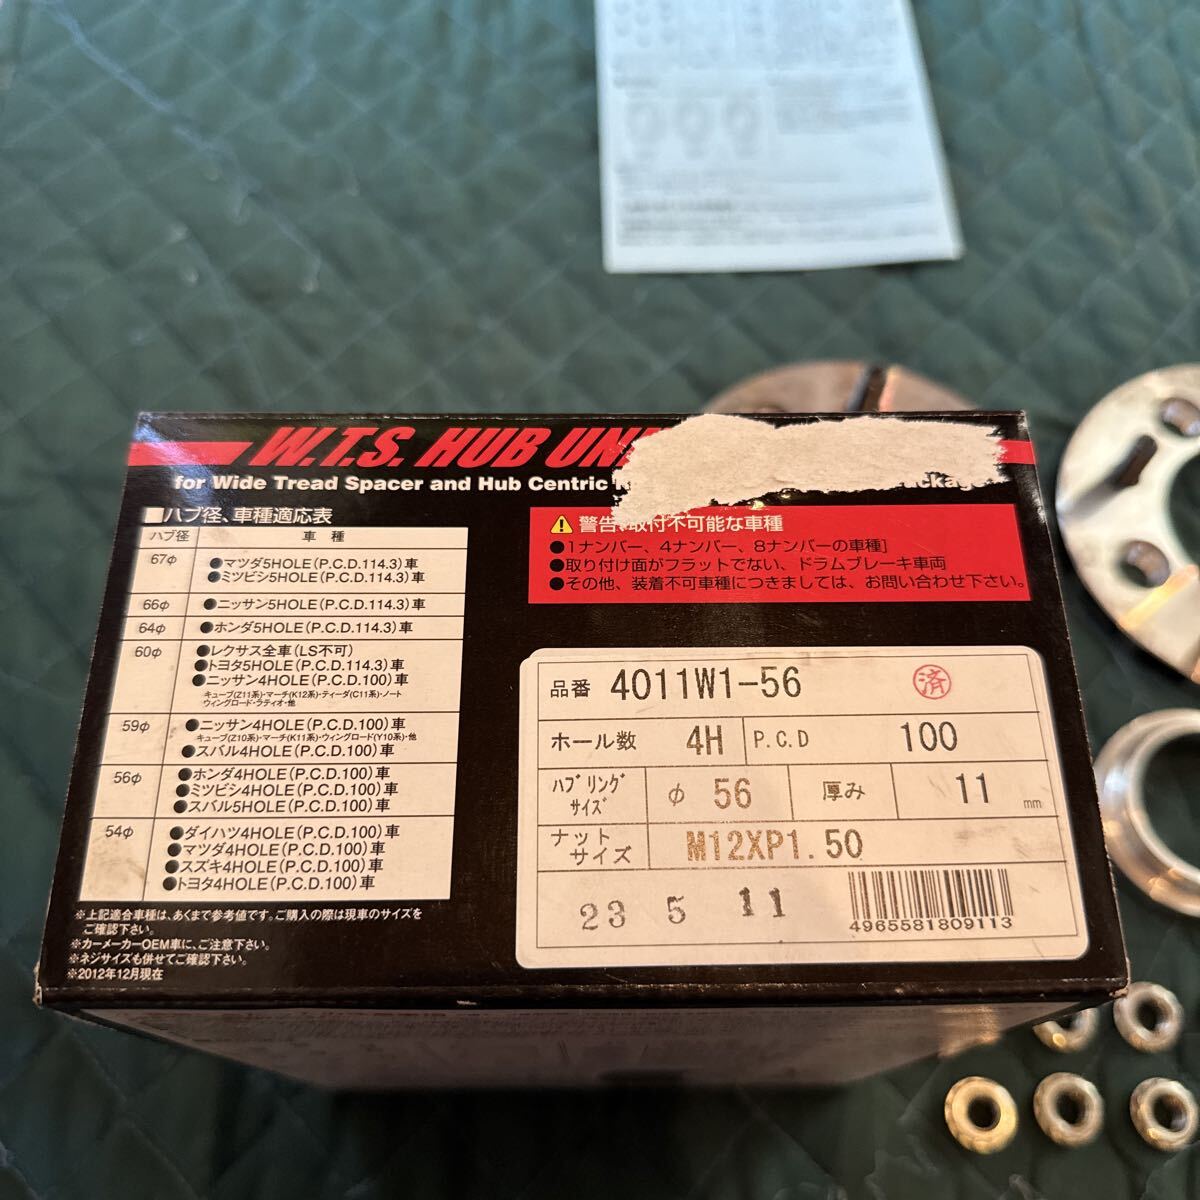 W.T.S. HUB
for Wide Tread Spacer and Hub Centric
■ハブ径、車種適応表
ハブ径 車種
67φ ●マツダ5HOLE(P.C.D.114.3)車
●ミツビシ5HOLE(P.C.D.114.3)車
66φ ●ニッサン5HOLE(P.C.D.114.3)車
64φ ●ホンダ5HOLE(P.C.D.114.3)車
60φ ●レクサス全車(LS不可)
●トヨタ5HOLE(P.C.D.114.3)車
●ニッサン4HOLE(P.C.D.100)車
キューブ(Z11系)・マーチ(K12系)・ティーダ(C11系)・ノート
ウィングロード・ラティオ・他
59φ ●ニッサン4HOLE(P.C.D.100)車
キューブ(Z10系)・マーチ(K11系)・ウィングロード(Y10系)・他
●スバル4HOLE(P.C.D.100)車
56φ ●ホンダ4HOLE(P.C.D.100)車
●ミツビシ4HOLE(P.C.D.100)車
●スバル5HOLE(P.C.D.100)車
54φ ●ダイハツ4HOLE(P.C.D.100)車
●マツダ4HOLE(P.C.D.100)車
●スズキ4HOLE(P.C.D.100)車
●トヨタ4HOLE(P.C.D.100)車
※上記適合車種は、あくまで参考値です。ご購入の際は現車のサイズを
ご確認下さい。
※カーメーカーOEM車に、ご注意下さい。
※ネジサイズも併せてご確認下さい。
※2012年12月現在
警告、取付不可能な車種
●1ナンバー、4ナンバー、8ナンバーの車種]
●取り付け面がフラットでない、ドラムブレーキ車両
●その他、装着不可車種につきましては、お問い合わせ下さい。
品番 4011W1-56 済
ホール数 4H P.C.D 100
ﾊﾌﾞﾘﾝｸﾞ
ｻｲｽﾞ φ 56 厚み 11 mm
ナット
サイズ M12XP1.50
23 5 11
4965581809113